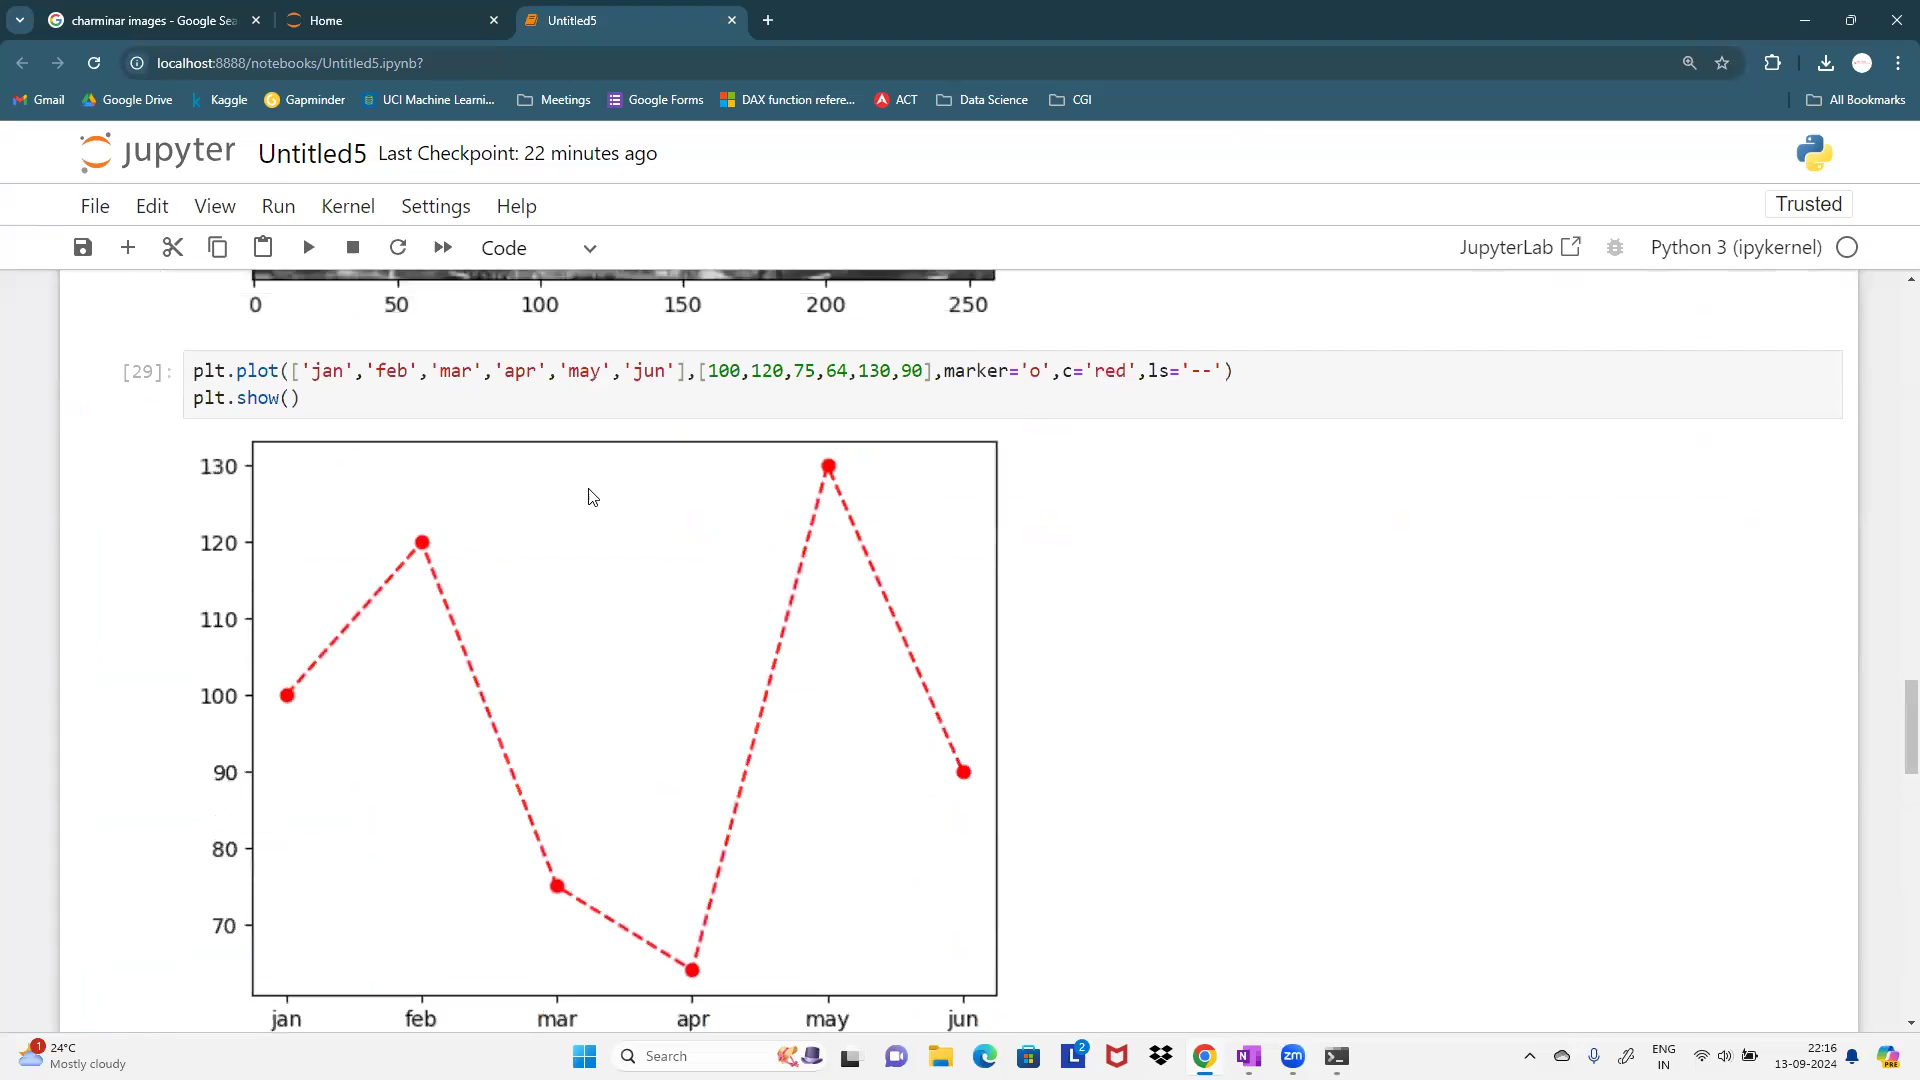 charminar images - Google Sea
Home
Untitled5
localhost:8888/notebooks/Untitled5.ipynb?
Gmail
Google Drive
Kaggle
Gapminder
UCI Machine Learni...
Meetings
Google Forms
DAX function refere...
ACT
Data Science
CGI
All Bookmarks
jupyter Untitled5 Last Checkpoint: 22 minutes ago
File Edit View Run Kernel Settings Help
Trusted
Code
JupyterLab
Python 3 (ipykernel)
0 50 100 150 200 250
[29]: plt.plot(['jan','feb','mar','apr','may','jun'],[100,120,75,64,130,90],marker='o',c='red',ls='--')
plt.show()
130
120
110
100
90
80
70
jan feb mar apr may jun
1
24°C
Mostly cloudy
Search
L
2
N
zm
PRE
ENG
IN
22:16
13-09-2024